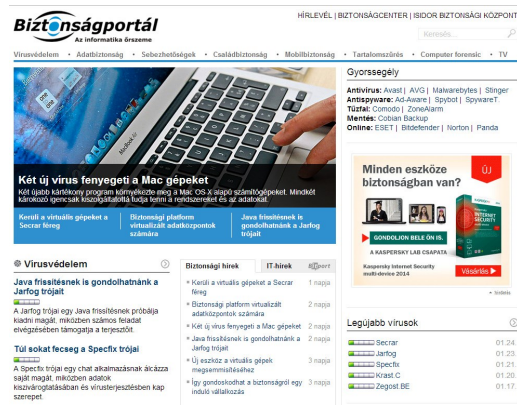 HÍRLEVÉL | BIZTONSÁGCENTER | ISIDOR BIZTONSÁGI KÖZPONT
Biztonságportál
Az informatika őrszeme
Keresés...
Vírusvédelem • Adatbiztonság • Sebezhetőségek • Családbiztonság • Mobilbiztonság • Tartalomszűrés • Computer forensic • TV
Két új vírus fenyegeti a Mac gépeket
Két újabb kártékony program környékezte meg a Mac OS X alapú számítógépeket. Mindkét
károkozó igencsak kiszolgáltatottá tudja tenni a rendszereket és az adatokat.
Kerüli a virtuális gépeket a
Secrar féreg
Biztonsági platform
virtualizált adatközpontok
számára
Java frissítésnek is
gondolhatnánk a Jarfog
trójait
Vírusvédelem
Java frissítésnek is gondolhatnánk a
Jarfog trójait
A Jarfog trójai egy Java frissítésnek próbálja
kiadni magát, miközben számos feladat
elvégzésében támogatja a terjesztőit.
Túl sokat fecseg a Specfix trójai
A Specfix trójai egy chat alkalmazásnak álcázza
saját magát, miközben adatok
kiszivárogtatásában és vírusterjesztésben kap
szerepet.
Biztonsági hírek
IT-hírek
Kerüli a virtuális gépeket a Secrar
féreg
1 napja
Biztonsági platform virtualizált
adatközpontok számára
2 napja
Két új vírus fenyegeti a Mac gépeket 2 napja
Java frissítésnek is gondolhatnánk a
Jarfog trójait
2 napja
Új eszköz a virtuális gépek
megsemmisítéséhez
3 napja
Így gondoskodhat a biztonságról egy
induló vállalkozás
3 napja
Gyorssegély
Antivírus: Avast | AVG | Malwarebytes | Stinger
Antispyware: Ad-Aware | Spybot | SpywareT.
Tűzfal: Comodo | ZoneAlarm
Mentés: Cobian Backup
Online: ESET | Bitdefender | Norton | Panda
Minden eszköze
biztonságban van?
ÚJ
GONDOLJON BELE ÖN IS.
A KASPERSKY LAB CSAPATA
Kaspersky Internet Security
multi-device 2014
Vásárlás
INTERNET
SECURITY
Legújabb vírusok
Secrar 01.24.
Jarfog 01.23.
Specfix 01.21.
Krast.C 01.20.
Zegost.BE 01.17.